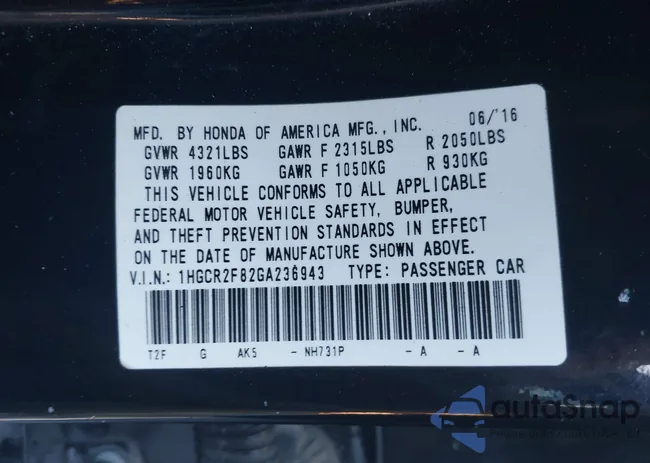 MFD. BY HONDA OF AMERICA MFG., INC. 06/'16
GVWR 4321LBS GAWR F 2315LBS R 2050LBS
GVWR 1960KG GAWR F 1050KG R 930KG
THIS VEHICLE CONFORMS TO ALL APPLICABLE
FEDERAL MOTOR VEHICLE SAFETY, BUMPER,
AND THEFT PREVENTION STANDARDS IN EFFECT
ON THE DATE OF MANUFACTURE SHOWN ABOVE.
V.I.N.: 1HGCR2F82GA236943 TYPE: PASSENGER CAR
T2F G AK5 - NH731P - A - A
autoSnap